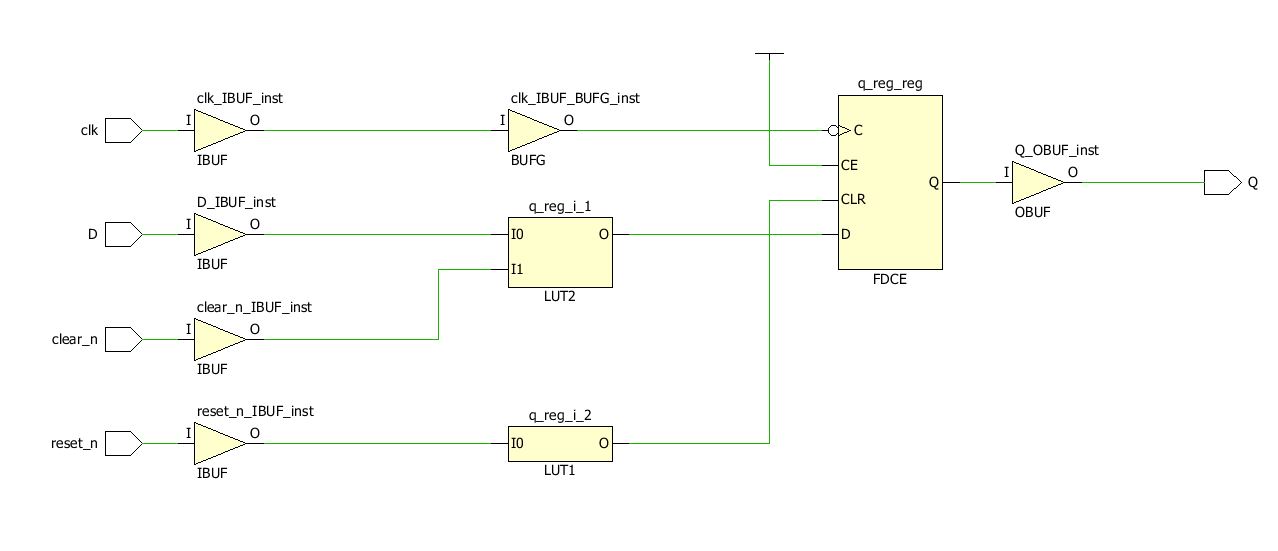 q_reg_reg
clk_IBUF_inst
clk_IBUF_BUFG_inst
clk
I
O
I
O
C
IBUF
BUFG
Q_OBUF_inst
CE
I
O
Q
Q
D_IBUF_inst
CLR
q_reg_i_1
OBUF
D
I
O
I0
O
D
IBUF
I1
FDCE
LUT2
clear_n_IBUF_inst
clear_n
I
O
IBUF
reset_n_IBUF_inst
q_reg_i_2
reset_n
I
O
I0
O
IBUF
LUT1